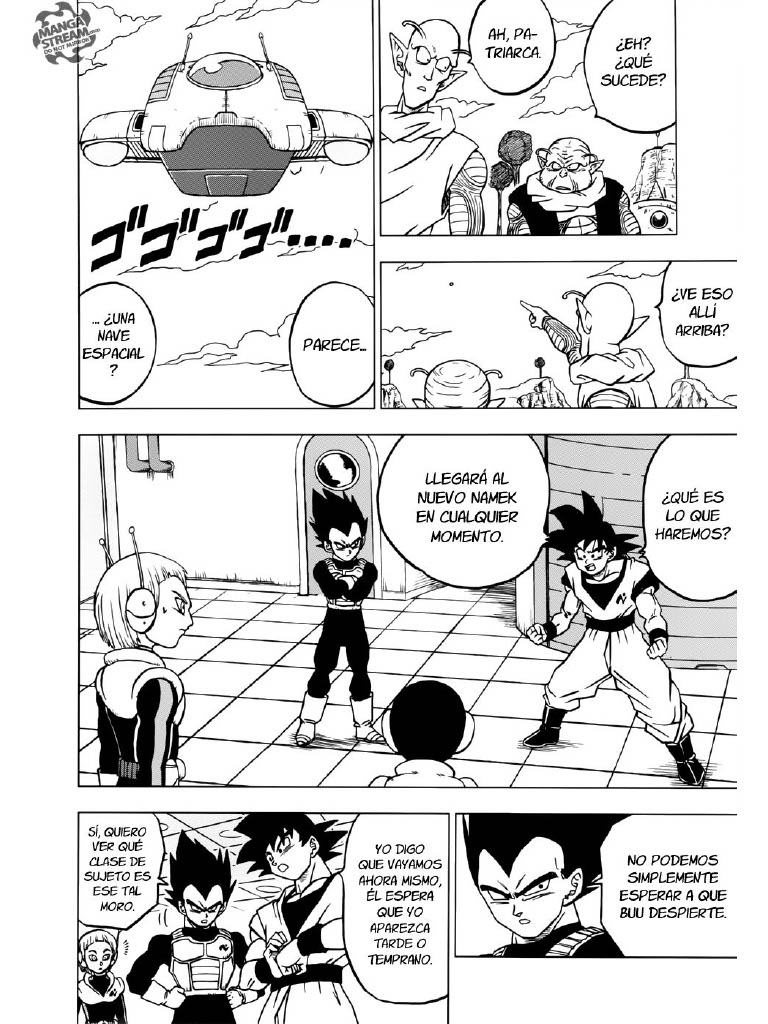 MANGA
STREAM.COM
DO NOT MIRROR
AH, PA-
TRIARCA.
¿EH?
¿QUÉ
SUCEDE?
ゴゴゴゴ....
PARECE...
... ¿UNA
NAVE
ESPACIAL
?
¿VE ESO
ALLÍ
ARRIBA?
LLEGARÁ AL
NUEVO NAMEK
EN CUALQUIER
MOMENTO.
¿QUÉ ES
LO QUE
HAREMOS?
SÍ, QUIERO
VER QUÉ
CLASE DE
SUJETO ES
ESE TAL
MORO.
YO DIGO
QUE VAYAMOS
AHORA MISMO,
ÉL ESPERA
QUE YO
APAREZCA
TARDE O
TEMPRANO.
NO PODEMOS
SIMPLEMENTE
ESPERAR A QUE
BUU DESPIERTE.